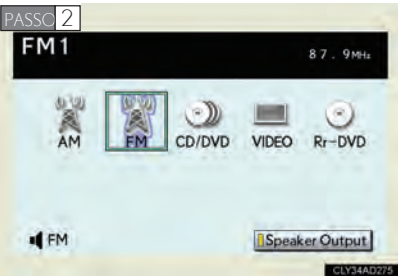 PASSO 2
FM1
87.9MHz
AM FM CD/DVD VIDEO Rr-DVD
FM Speaker Output
CLY34AD275